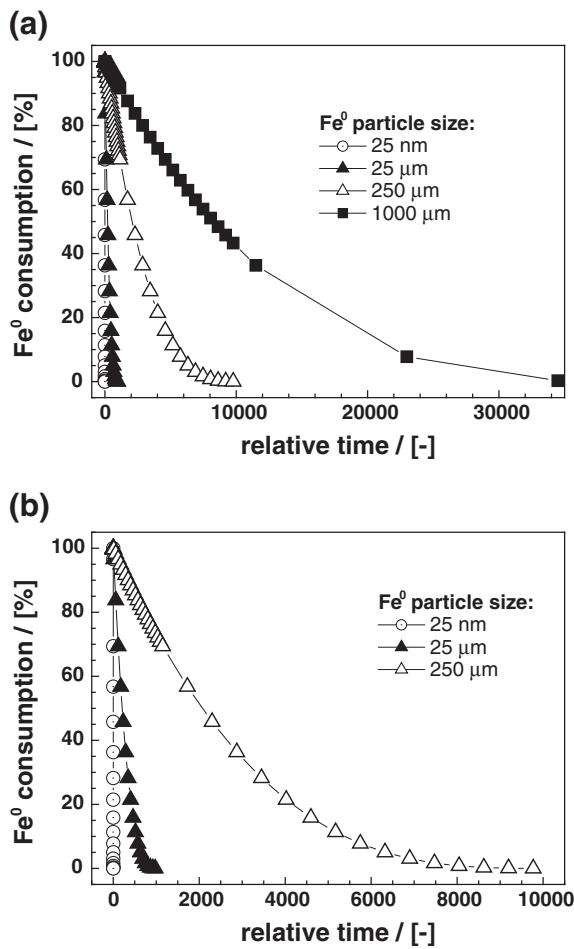 (a)
100
80
60
40
20
0
Fe⁰ consumption / [%]
Fe⁰ particle size:
25 nm
25 μm
250 μm
1000 μm
0 10000 20000 30000
relative time / [-]
(b)
100
80
60
40
20
0
Fe⁰ consumption / [%]
Fe⁰ particle size:
25 nm
25 μm
250 μm
0 2000 4000 6000 8000 10000
relative time / [-]